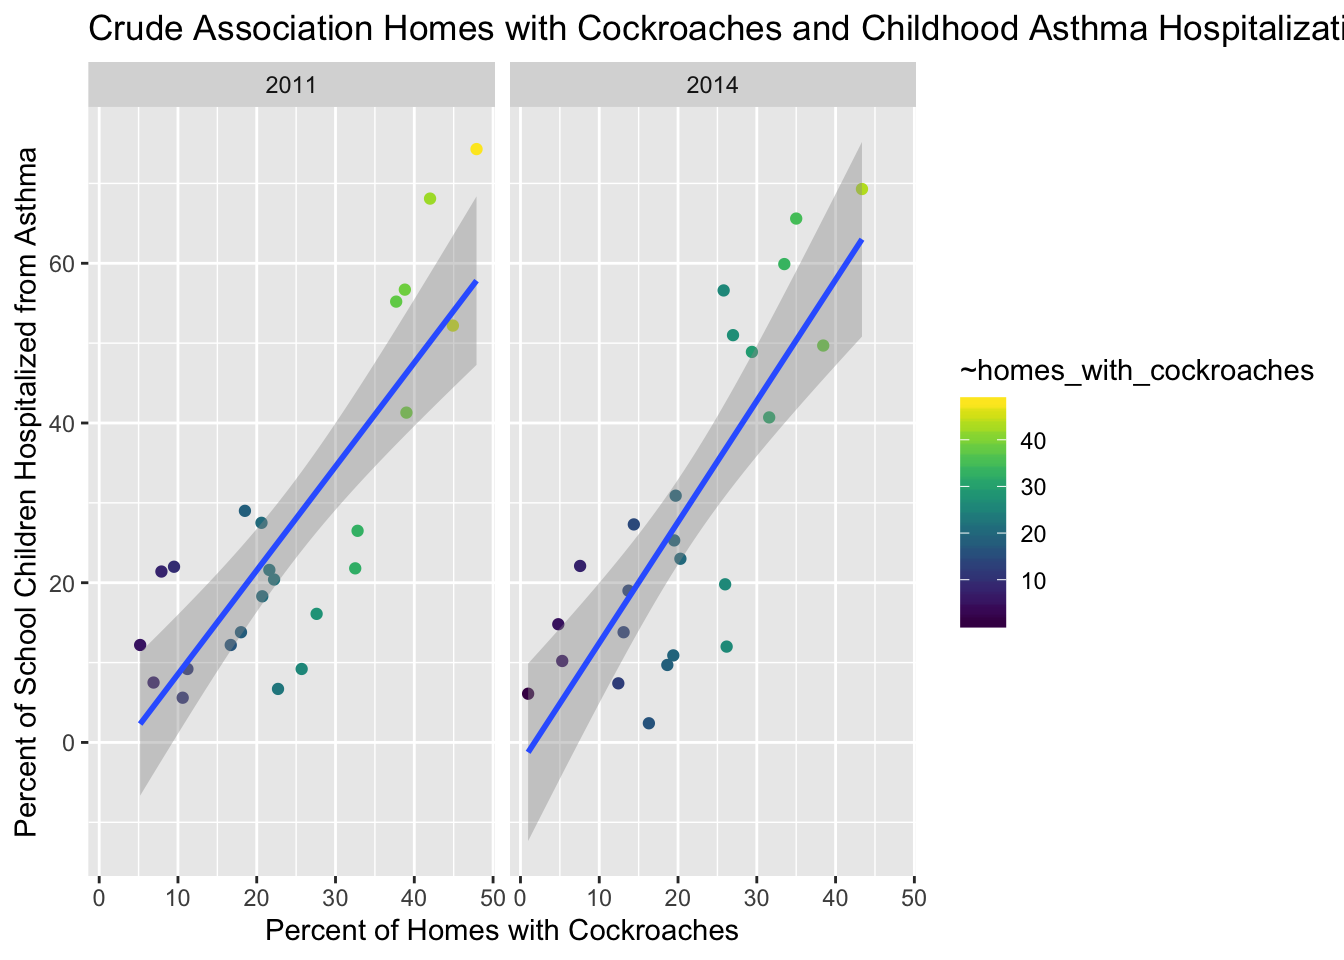 Crude Association Homes with Cockroaches and Childhood Asthma Hospitalizati
2011 2014
Percent of School Children Hospitalized from Asthma
60
40
20
0
0 10 20 30 40 50 0 10 20 30 40 50
Percent of Homes with Cockroaches
~homes_with_cockroaches
40
30
20
10